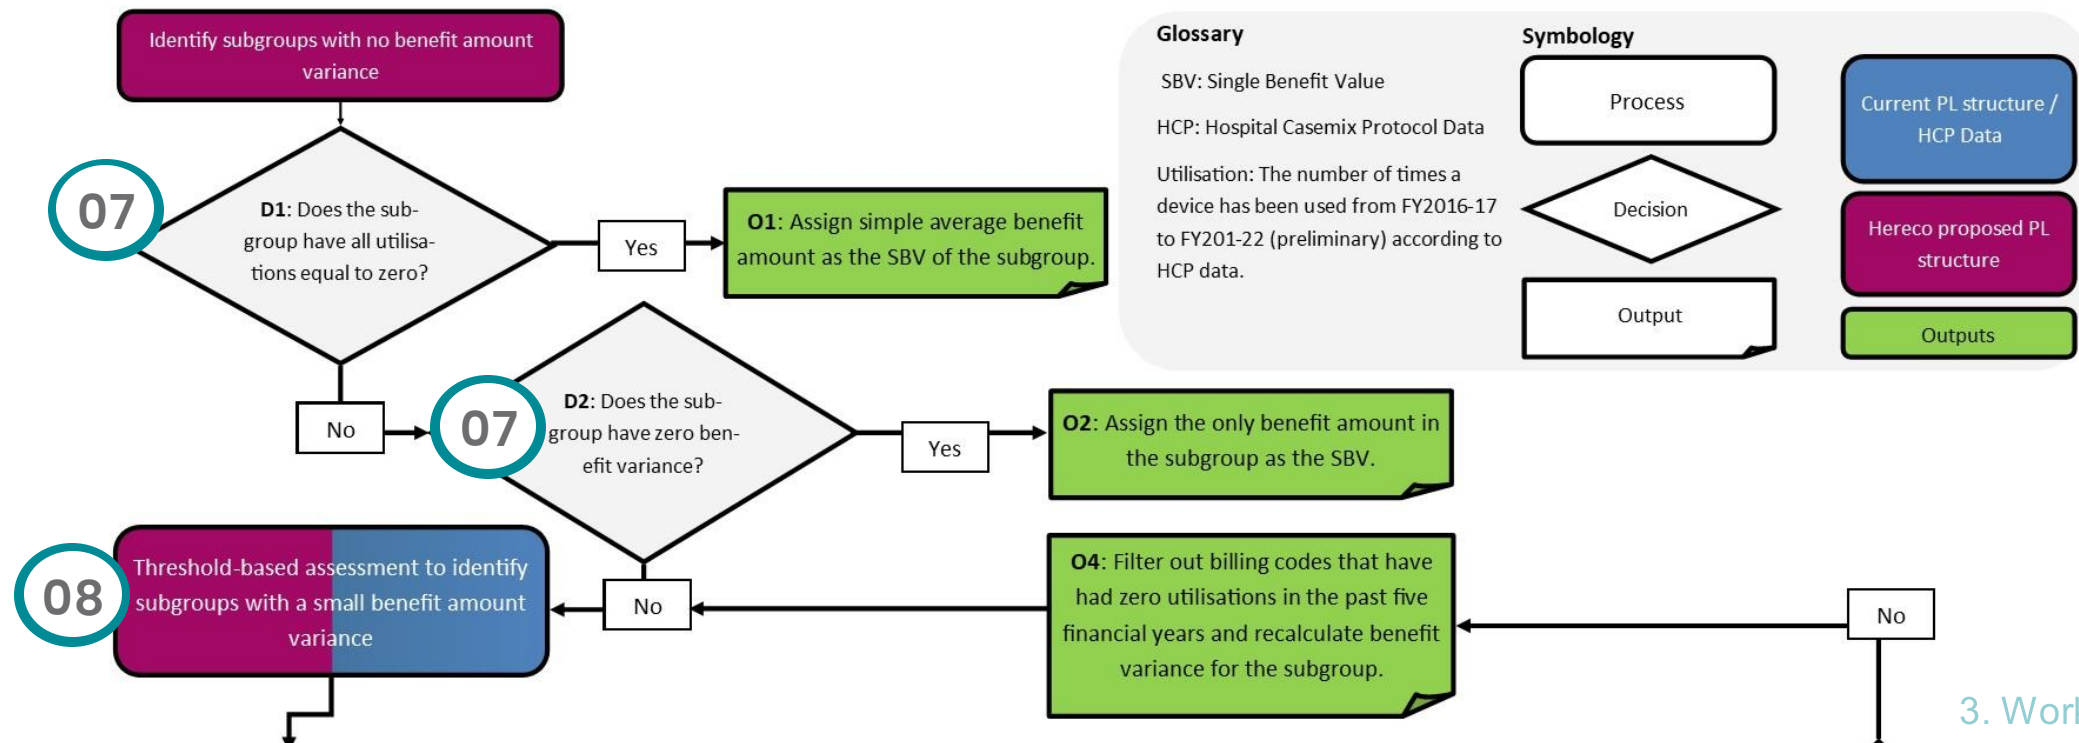 Identify subgroups with no benefit amount
variance
07
D1: Does the sub-
group have all utilisa-
tions equal to zero?
Yes
O1: Assign simple average benefit
amount as the SBV of the subgroup.
No
07
D2: Does the sub-
group have zero ben-
efit variance?
Yes
O2: Assign the only benefit amount in
the subgroup as the SBV.
08
Threshold-based assessment to identify
subgroups with a small benefit amount
variance
No
O4: Filter out billing codes that have
had zero utilisations in the past five
financial years and recalculate benefit
variance for the subgroup.
No
Glossary
SBV: Single Benefit Value
HCP: Hospital Casemix Protocol Data
Utilisation: The number of times a
device has been used from FY2016-17
to FY201-22 (preliminary) according to
HCP data.
Symbology
Process
Decision
Output
Current PL structure /
HCP Data
Hereco proposed PL
structure
Outputs
3.